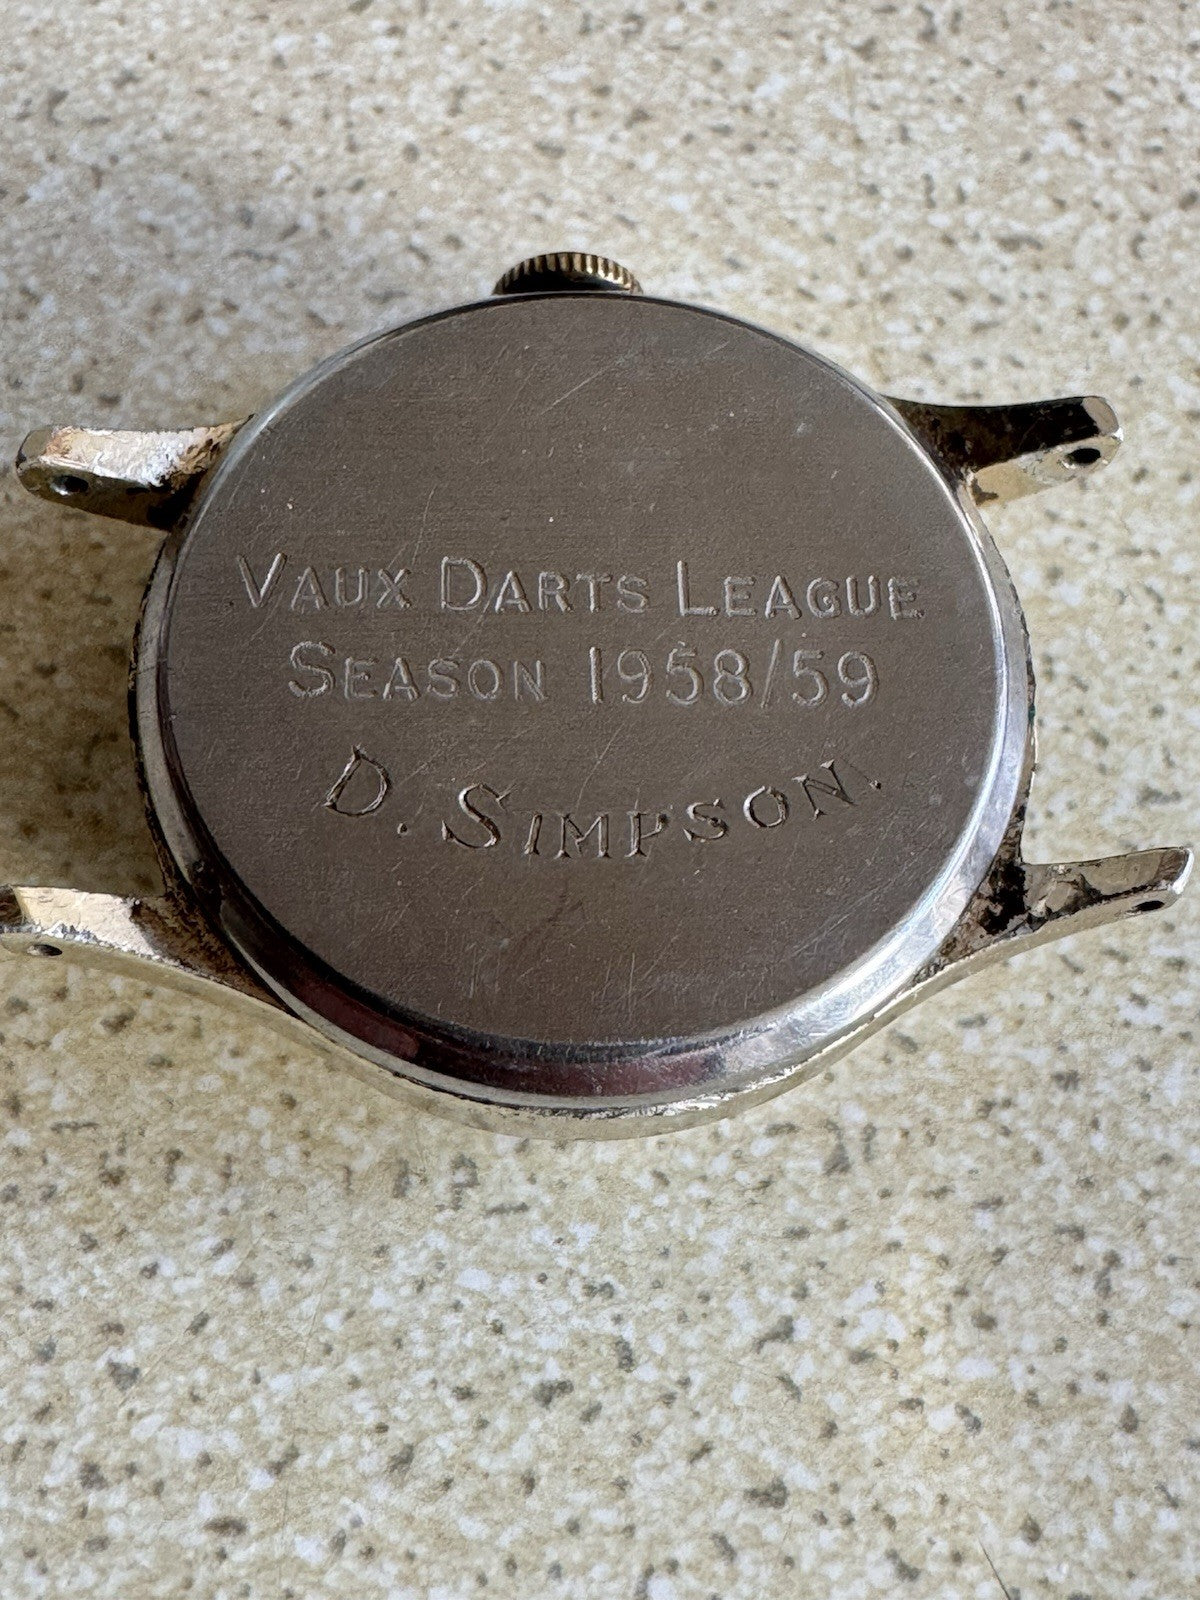 VAUX DARTS LEAGUE
SEASON 1958/59
D. SIMPSON.